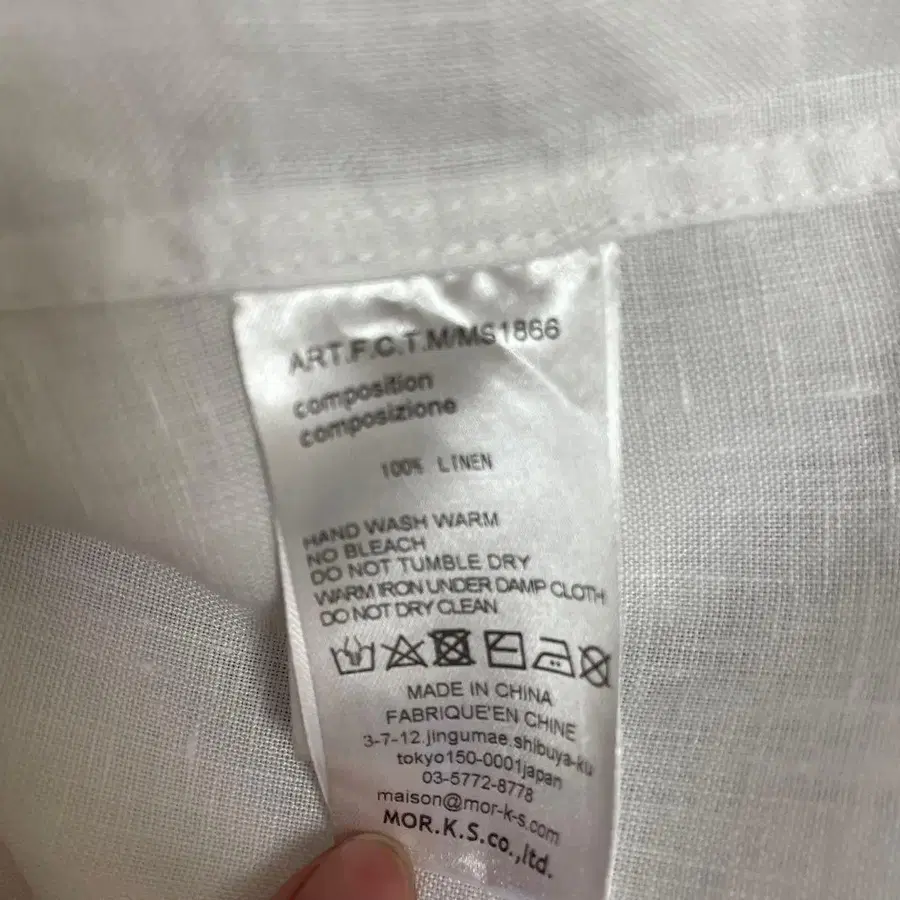 ART.F.C.T.M/MS1866
composition
composizione
100% LINEN
HAND WASH WARM
NO BLEACH
DO NOT TUMBLE DRY
WARM IRON UNDER DAMP CLOTH
DO NOT DRY CLEAN
MADE IN CHINA
FABRIQUE'EN CHINE
3-7-12.jingumae.shibuya-ku
tokyo150-0001japan
03-5772-8778
maison@mor-k-s.com
MOR.K.S.co.,ltd.